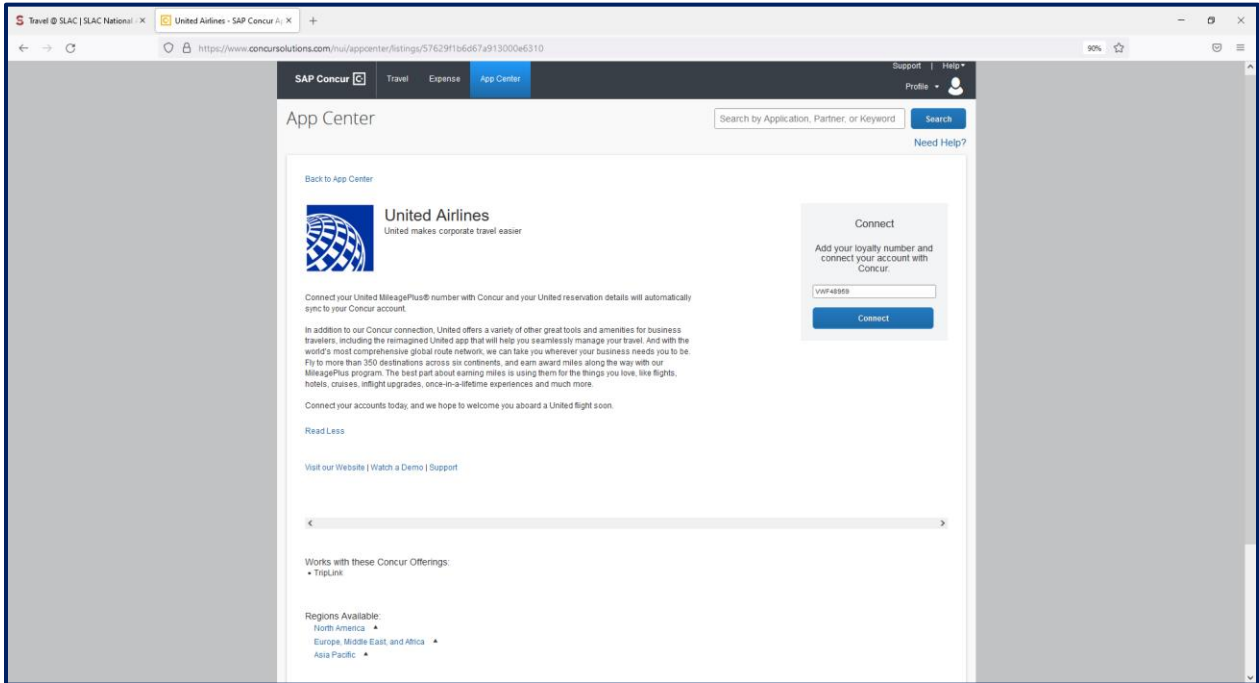 Travel @ SLAC | SLAC National
United Airlines - SAP Concur
https://www.concursolutions.com/nui/appcenter/listings/57629f1b6d67a913000e6310
90%
Support | Help
SAP Concur
Travel
Expense
App Center
Profile
App Center
Search by Application, Partner, or Keyword
Search
Need Help?
Back to App Center
United Airlines
United makes corporate travel easier
Connect
Add your loyalty number and
connect your account with
Concur.
VWF48959
Connect
Connect your United MileagePlus® number with Concur and your United reservation details will automatically
sync to your Concur account.
In addition to our Concur connection, United offers a variety of other great tools and amenities for business
travelers, including the reimagined United app that will help you seamlessly manage your travel. And with the
world's most comprehensive global route network, we can take you wherever your business needs you to be.
Fly to more than 350 destinations across six continents, and earn award miles along the way with our
MileagePlus program. The best part about earning miles is using them for the things you love, like flights,
hotels, cruises, inflight upgrades, once-in-a-lifetime experiences and much more.
Connect your accounts today, and we hope to welcome you aboard a United flight soon.
Read Less
Visit our Website | Watch a Demo | Support
Works with these Concur Offerings:
• TripLink
Regions Available:
North America
Europe, Middle East, and Africa
Asia Pacific